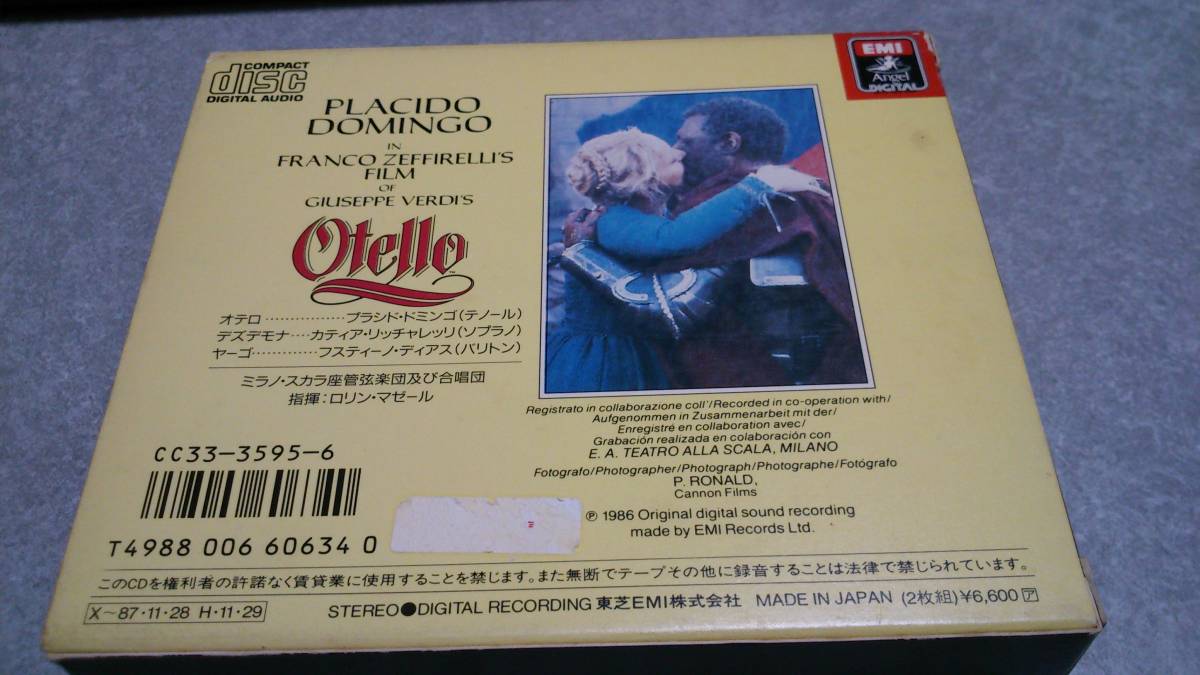 COMPACT
disc
DIGITAL AUDIO
EMI
Angel
DIGITAL
PLACIDO
DOMINGO
IN
FRANCO ZEFFIRELLI'S
FILM
OF
GIUSEPPE VERDI'S
Otello™
オテロ……………プラシド・ドミンゴ(テノール)
デズデモナ…カティア・リッチャレッリ(ソプラノ)
ヤーゴ…………フスティーノ・ディアス(バリトン)
ミラノ・スカラ座管弦楽団及び合唱団
指揮:ロリン・マゼール
Registrato in collaborazione coll'/Recorded in co-operation with/
Aufgenommen in Zusammenarbeit mit der/
Enregistré en collaboration avec/
Grabación realizada en colaboración con
E. A. TEATRO ALLA SCALA, MILANO
Fotografo/Photographer/Photograph/Photographe/Fotógrafo
P. RONALD,
Cannon Films
℗ 1986 Original digital sound recording
made by EMI Records Ltd.
CC33-3595-6
T4988 006 60634 0
このCDを権利者の許諾なく賃貸業に使用することを禁じます。また無断でテープその他に録音することは法律で禁じられています。
X~87・11・28 H・11・29
STEREO●DIGITAL RECORDING 東芝EMI株式会社 MADE IN JAPAN (2枚組)¥6,600 ア